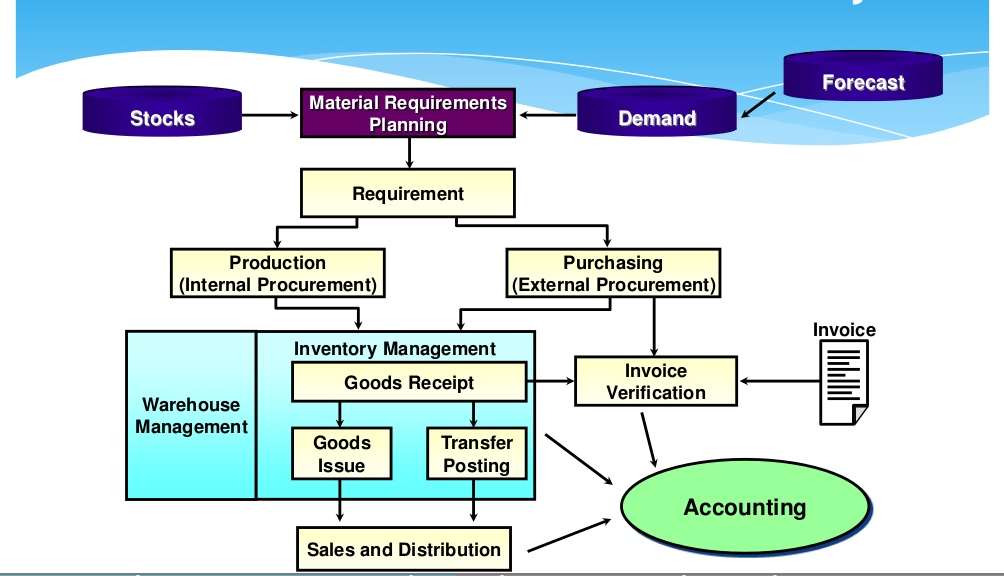 Forecast
Stocks
Material Requirements
Planning
Demand
Requirement
Production
(Internal Procurement)
Purchasing
(External Procurement)
Invoice
Inventory Management
Goods Receipt
Invoice
Verification
Warehouse
Management
Goods
Issue
Transfer
Posting
Accounting
Sales and Distribution